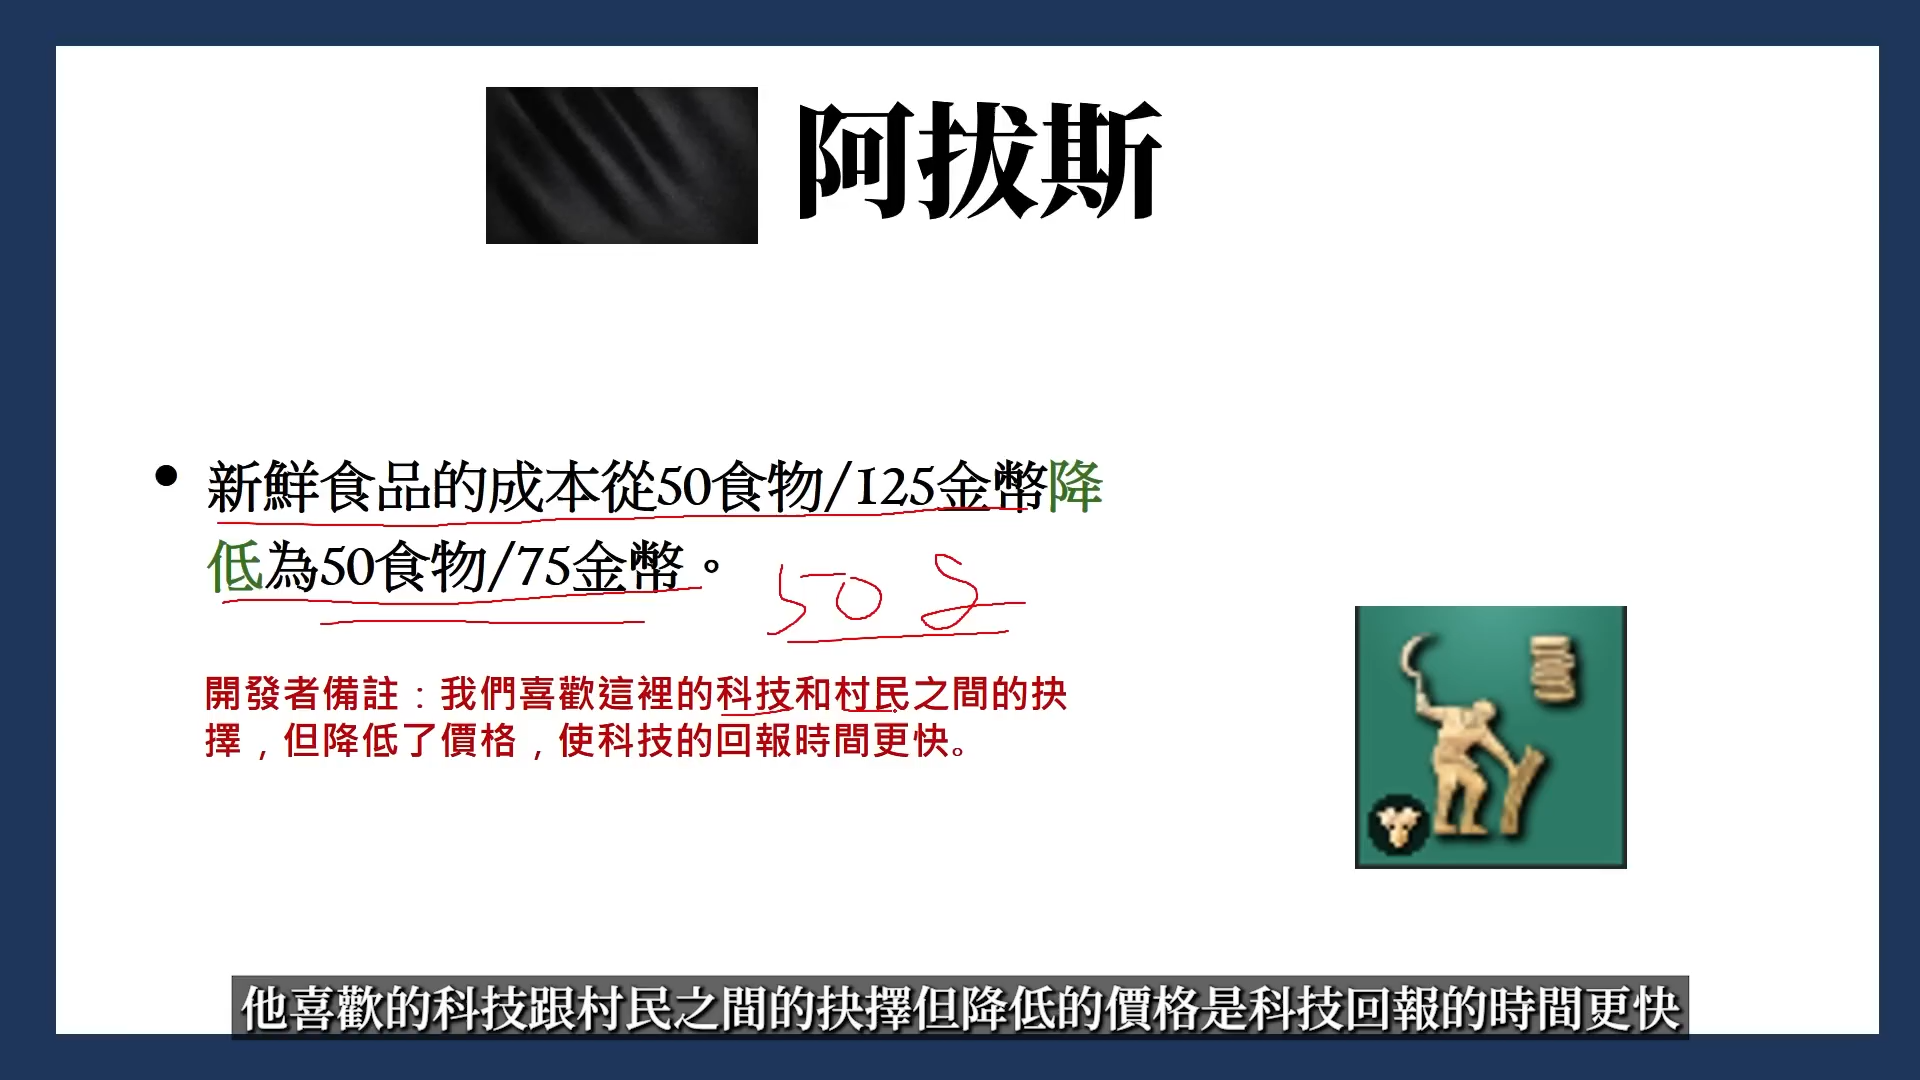 阿拔斯
新鮮食品的成本從50食物/125金幣降
低為50食物/75金幣。
50
開發者備註：我們喜歡這裡的科技和村民之間的抉
擇，但降低了價格，使科技的回報時間更快。
他喜歡的科技跟村民之間的抉擇但降低的價格是科技回報的時間更快